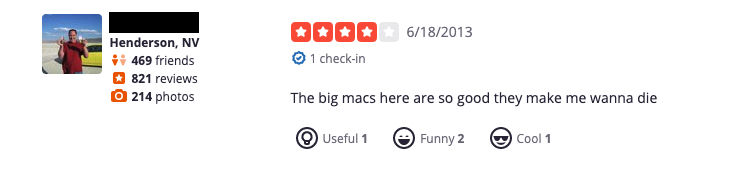 Henderson, NV
469 friends
821 reviews
214 photos
6/18/2013
1 check-in
The big macs here are so good they make me wanna die
Useful 1 Funny 2 Cool 1